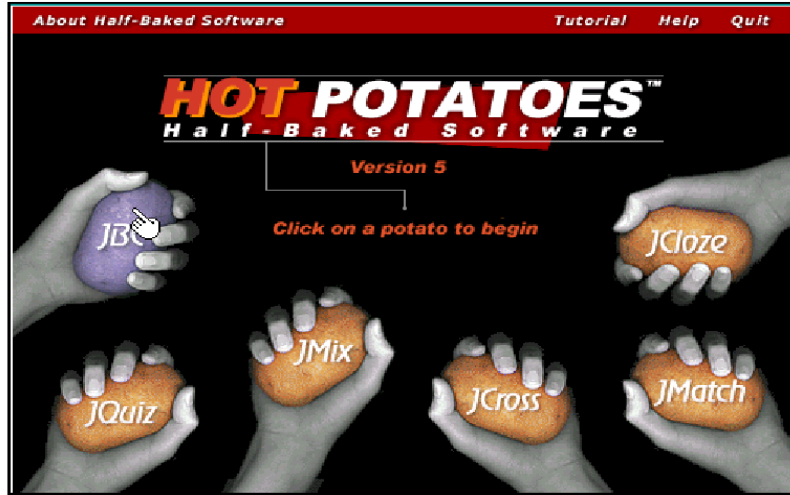 About Half-Baked Software Tutorial Help Quit
HOT POTATOES™
Half-Baked Software
Version 5
Click on a potato to begin
JCloze
JMix
JQuiz
JCross
JMatch